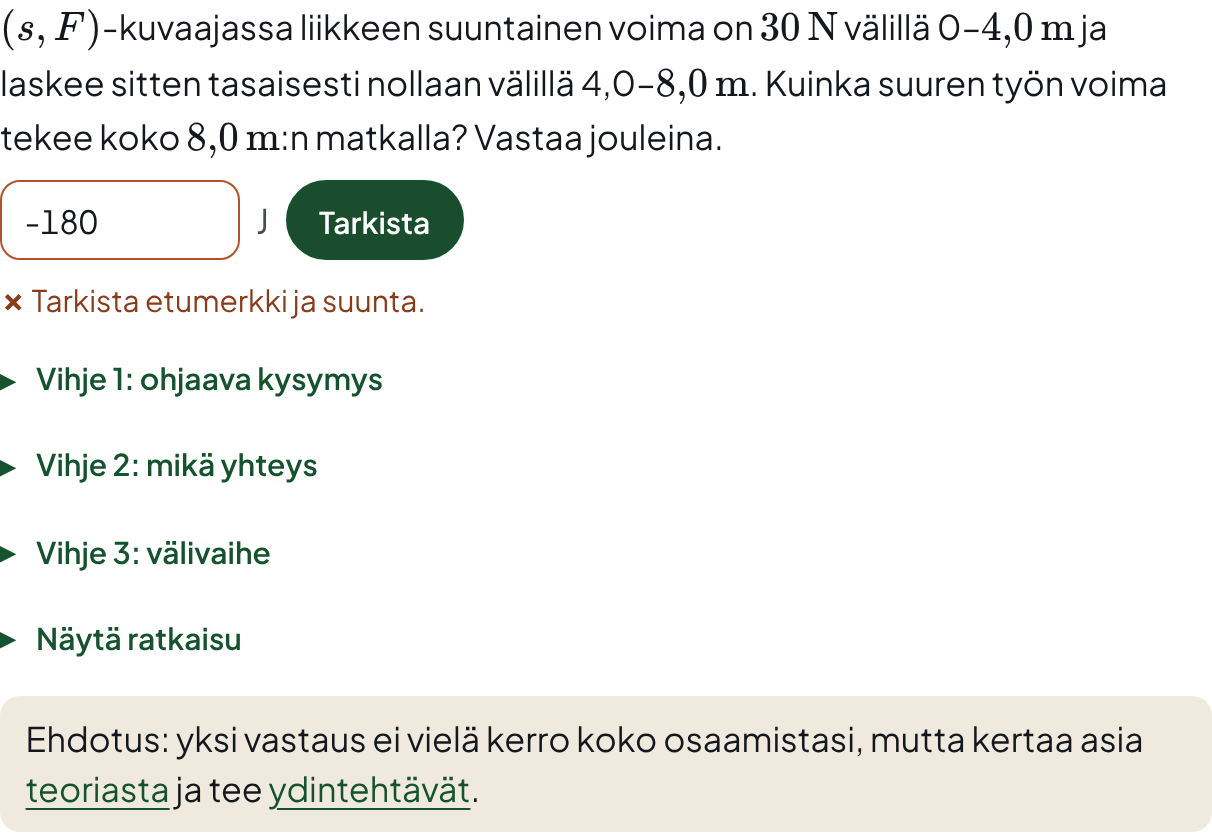 (s, F)-kuvaajassa liikkeen suuntainen voima on 30 N välillä 0–4,0 m ja
laskee sitten tasaisesti nollaan välillä 4,0–8,0 m. Kuinka suuren työn voima
tekee koko 8,0 m:n matkalla? Vastaa jouleina.
-180 J Tarkista
× Tarkista etumerkki ja suunta.
▶ Vihje 1: ohjaava kysymys
▶ Vihje 2: mikä yhteys
▶ Vihje 3: välivaihe
▶ Näytä ratkaisu
Ehdotus: yksi vastaus ei vielä kerro koko osaamistasi, mutta kertaa asia
teoriasta ja tee ydintehtävät.